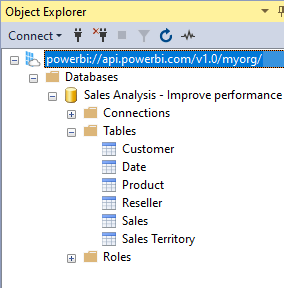 Object Explorer
Connect
powerbi://api.powerbi.com/v1.0/myorg/
Databases
Sales Analysis - Improve performance
Connections
Tables
Customer
Date
Product
Reseller
Sales
Sales Territory
Roles